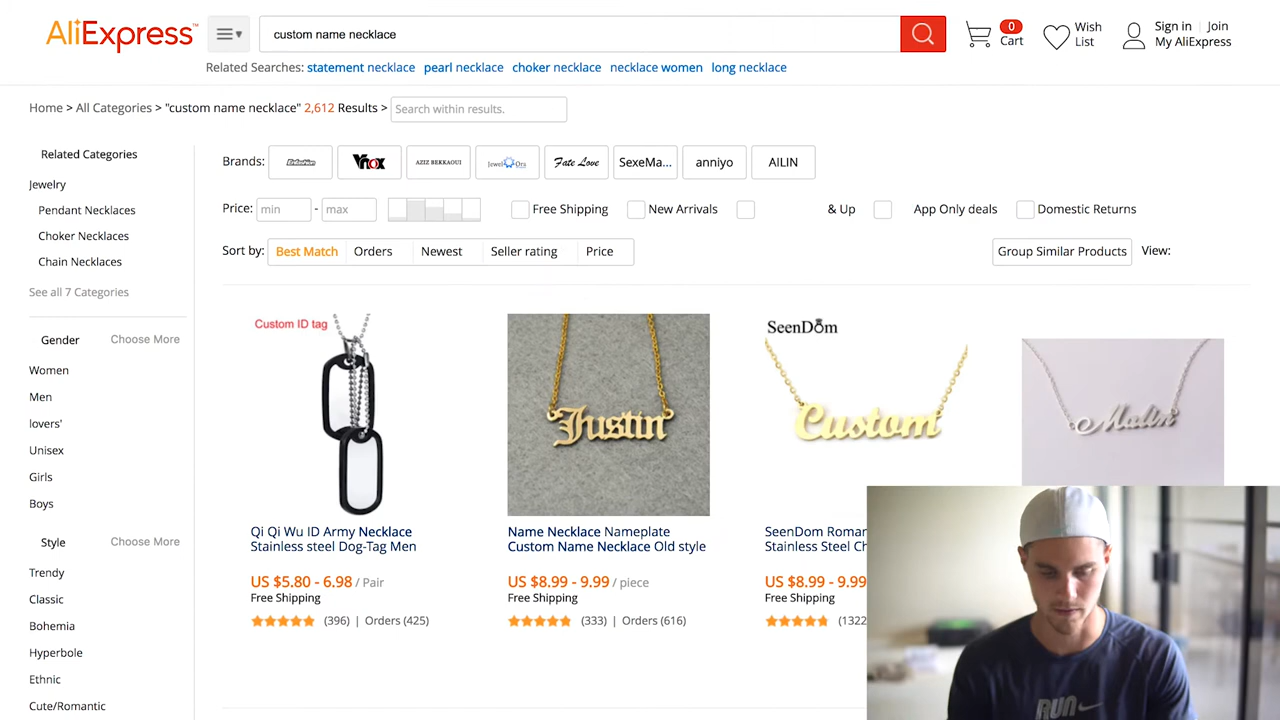 AliExpress™
custom name necklace
0
Cart
Wish
List
Sign in | Join
My AliExpress
Related Searches: statement necklace pearl necklace choker necklace necklace women long necklace
Home > All Categories > "custom name necklace" 2,612 Results > Search within results.
Related Categories
Jewelry
Pendant Necklaces
Choker Necklaces
Chain Necklaces
See all 7 Categories
Gender Choose More
Women
Men
lovers'
Unisex
Girls
Boys
Style Choose More
Trendy
Classic
Bohemia
Hyperbole
Ethnic
Cute/Romantic
Brands: Vnox AZIZ BEKKAOUI JewelOra Fate Love SexeMa... anniyo AILIN
Price: min - max Free Shipping New Arrivals & Up App Only deals Domestic Returns
Sort by: Best Match Orders Newest Seller rating Price Group Similar Products View:
Custom ID tag
Qi Qi Wu ID Army Necklace
Stainless steel Dog-Tag Men
US $5.80 - 6.98 / Pair
Free Shipping
(396) | Orders (425)
Justin
Name Necklace Nameplate
Custom Name Necklace Old style
US $8.99 - 9.99 / piece
Free Shipping
(333) | Orders (616)
SeenDom
Custom
SeenDom Roman
Stainless Steel Ch
US $8.99 - 9.99
Free Shipping
(1322
Malin
RUN